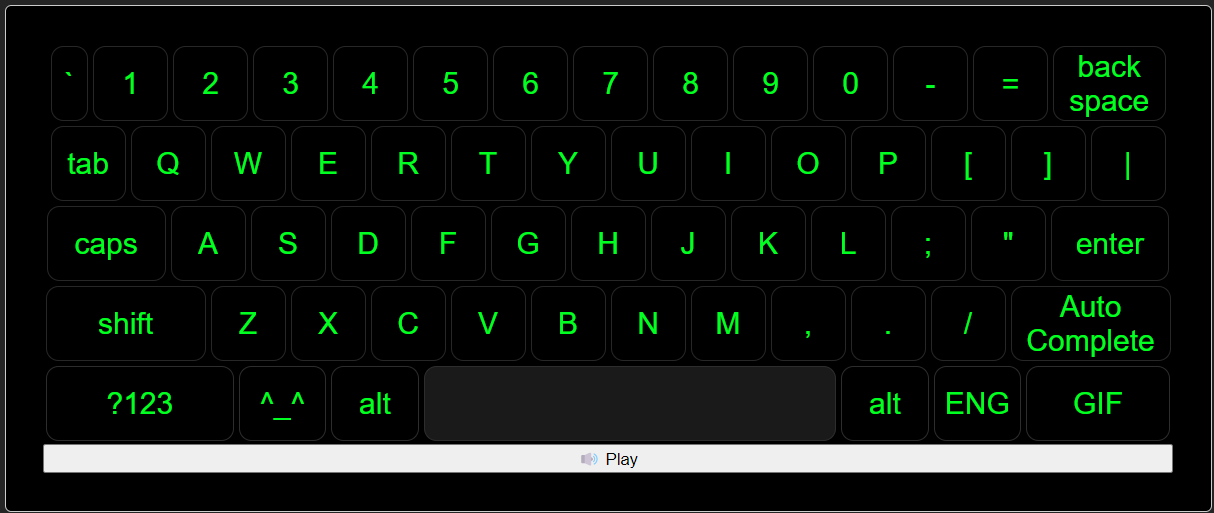 ` 1 2 3 4 5 6 7 8 9 0 - = back space
tab Q W E R T Y U I O P [ ] |
caps A S D F G H J K L ; " enter
shift Z X C V B N M , . / Auto Complete
?123 ^_^ alt alt ENG GIF
Play